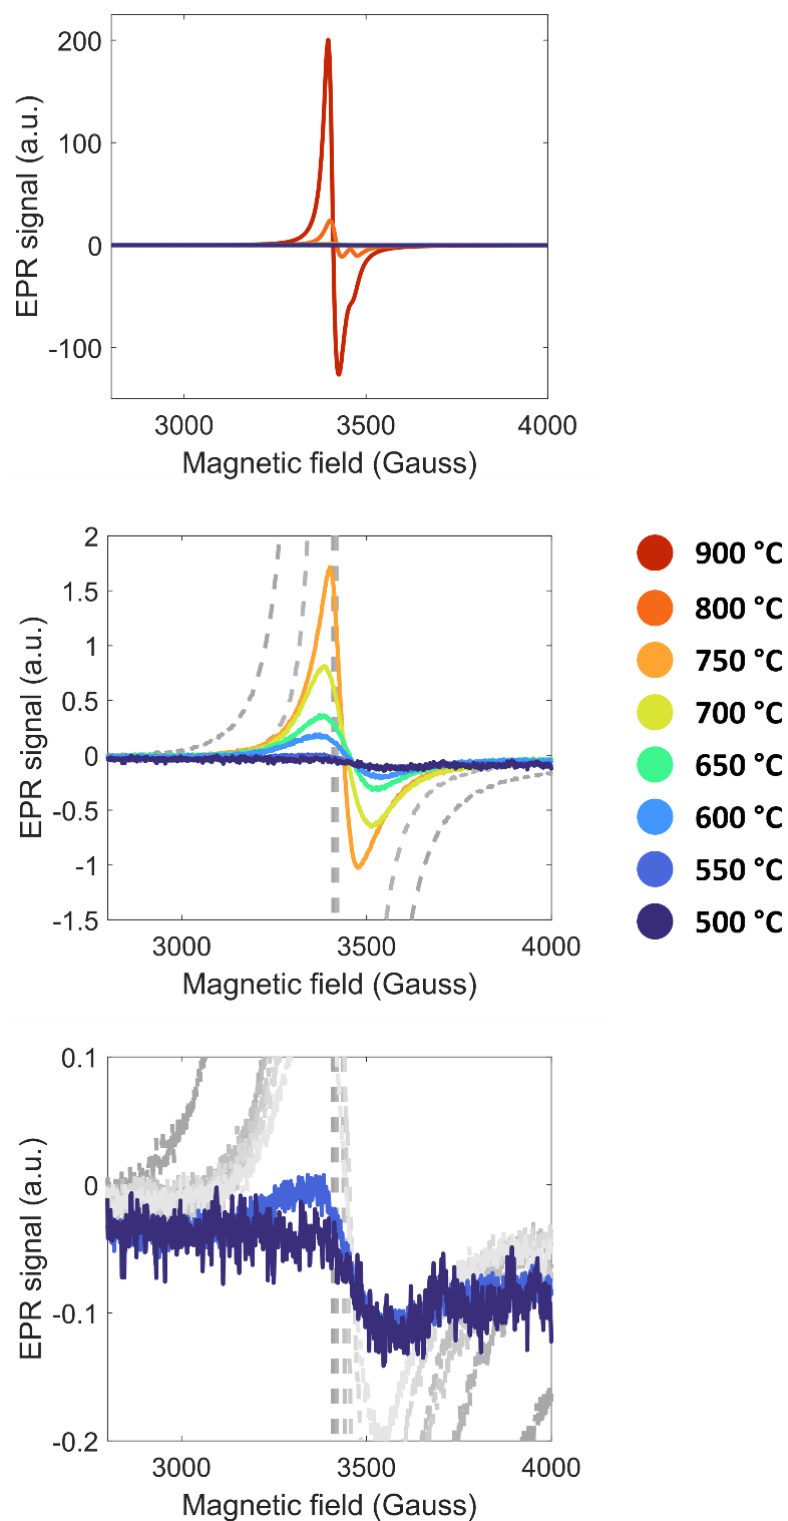 200
100
0
-100
EPR signal (a.u.)
3000 3500 4000
Magnetic field (Gauss)
2
1.5
1
0.5
0
-0.5
-1
-1.5
EPR signal (a.u.)
3000 3500 4000
Magnetic field (Gauss)
900 °C
800 °C
750 °C
700 °C
650 °C
600 °C
550 °C
500 °C
0.1
0
-0.1
-0.2
EPR signal (a.u.)
3000 3500 4000
Magnetic field (Gauss)